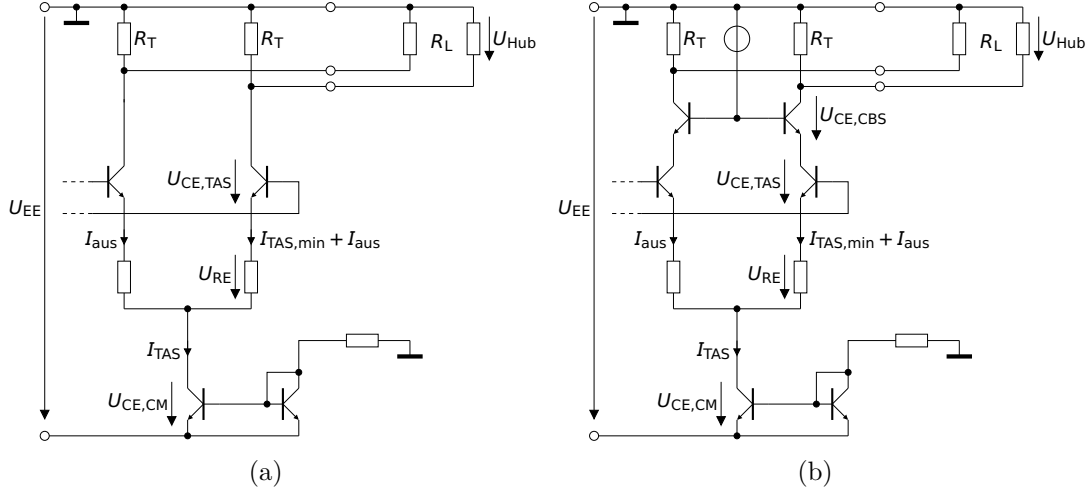 R_T R_T R_L U_Hub
U_CE,TAS
U_EE
I_aus I_TAS,min + I_aus
U_RE
I_TAS
U_CE,CM
(a)
R_T R_T R_L U_Hub
U_CE,CBS
U_CE,TAS
U_EE
I_aus I_TAS,min + I_aus
U_RE
I_TAS
U_CE,CM
(b)